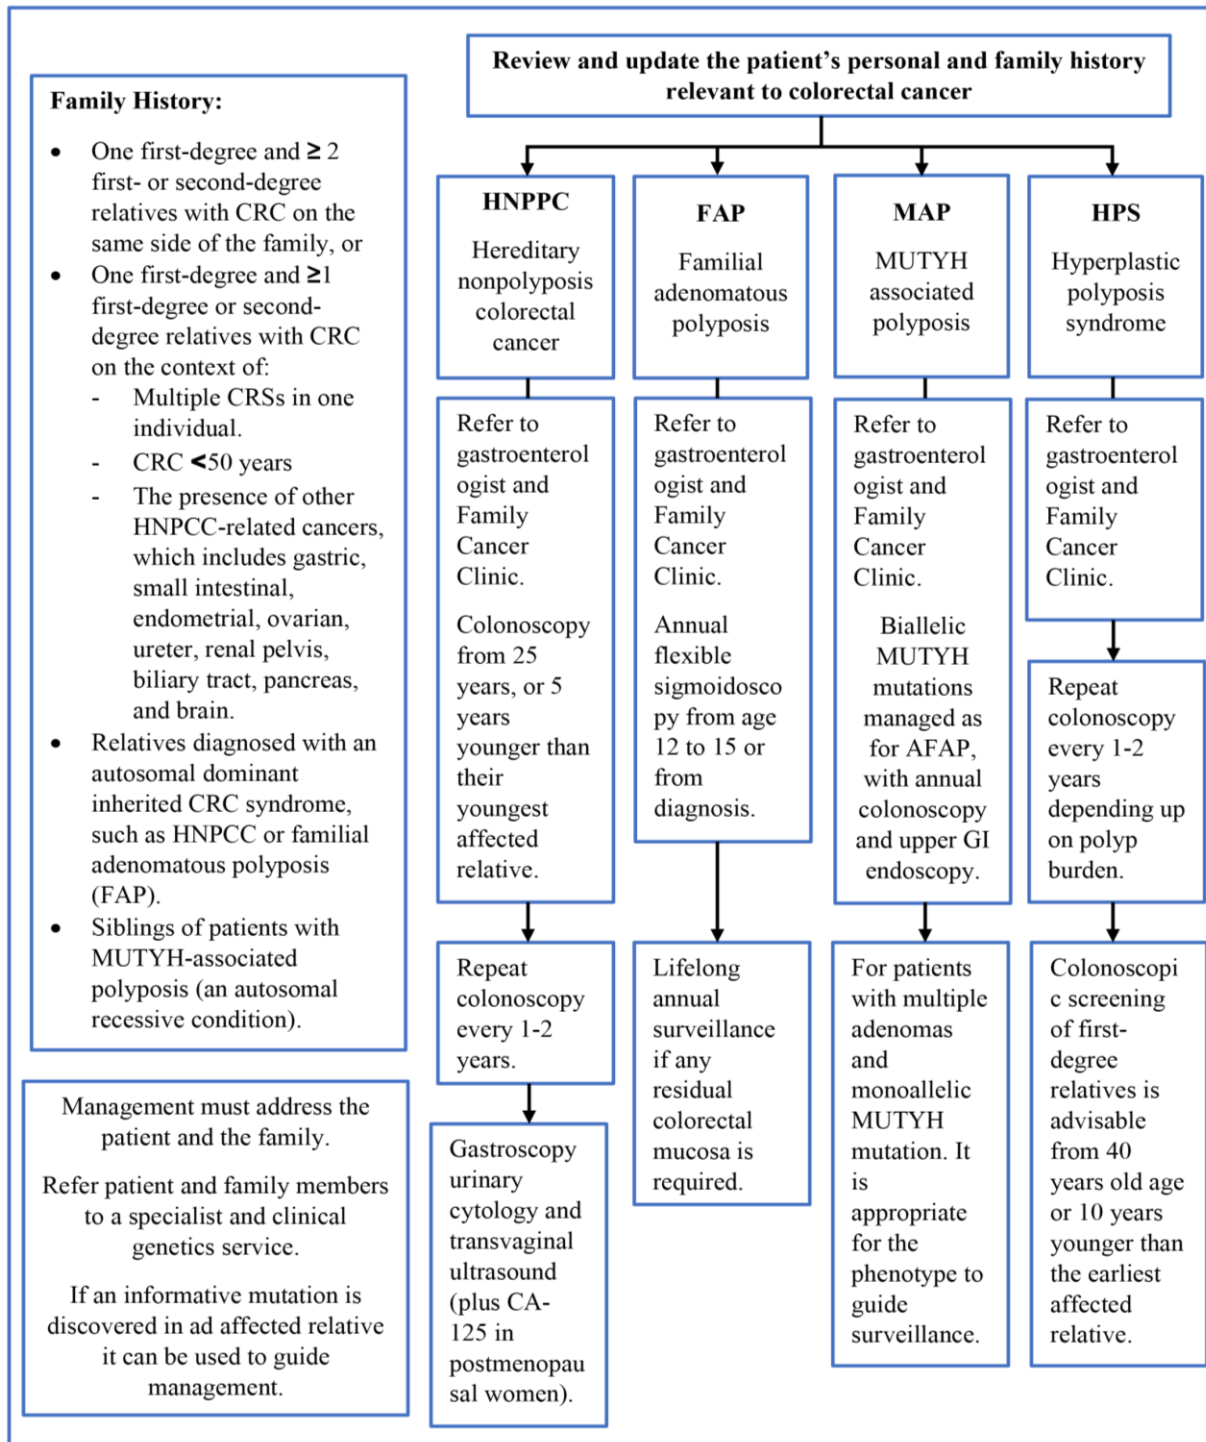 Review and update the patient's personal and family history
relevant to colorectal cancer
Family History:
• One first-degree and ≥ 2
first- or second-degree
relatives with CRC on the
same side of the family, or
• One first-degree and ≥1
first-degree or second-
degree relatives with CRC
on the context of:
- Multiple CRSs in one
individual.
- CRC <50 years
- The presence of other
HNPCC-related cancers,
which includes gastric,
small intestinal,
endometrial, ovarian,
ureter, renal pelvis,
biliary tract, pancreas,
and brain.
• Relatives diagnosed with an
autosomal dominant
inherited CRC syndrome,
such as HNPCC or familial
adenomatous polyposis
(FAP).
• Siblings of patients with
MUTYH-associated
polyposis (an autosomal
recessive condition).
Management must address the
patient and the family.
Refer patient and family members
to a specialist and clinical
genetics service.
If an informative mutation is
discovered in ad affected relative
it can be used to guide
management.
HNPPC
Hereditary
nonpolyposis
colorectal
cancer
Refer to
gastroenterol
ogist and
Family
Cancer
Clinic.
Colonoscopy
from 25
years, or 5
years
younger than
their
youngest
affected
relative.
Repeat
colonoscopy
every 1-2
years.
Gastroscopy
urinary
cytology and
transvaginal
ultrasound
(plus CA-
125 in
postmenopau
sal women).
FAP
Familial
adenomatous
polyposis
Refer to
gastroenterol
ogist and
Family
Cancer
Clinic.
Annual
flexible
sigmoidosco
py from age
12 to 15 or
from
diagnosis.
Lifelong
annual
surveillance
if any
residual
colorectal
mucosa is
required.
MAP
MUTYH
associated
polyposis
Refer to
gastroenterol
ogist and
Family
Cancer
Clinic.
Biallelic
MUTYH
mutations
managed as
for AFAP,
with annual
colonoscopy
and upper GI
endoscopy.
For patients
with multiple
adenomas
and
monoallelic
MUTYH
mutation. It
is
appropriate
for the
phenotype to
guide
surveillance.
HPS
Hyperplastic
polyposis
syndrome
Refer to
gastroenterol
ogist and
Family
Cancer
Clinic.
Repeat
colonoscopy
every 1-2
years
depending up
on polyp
burden.
Colonoscopi
c screening
of first-
degree
relatives is
advisable
from 40
years old age
or 10 years
younger than
the earliest
affected
relative.